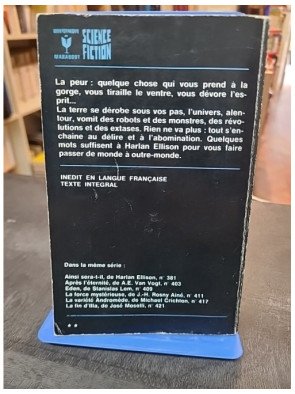 BIBLIOTHEQUE
MARABOUT
SCIENCE
FICTION
La peur : quelque chose qui vous prend à la
gorge, vous tiraille le ventre, vous dévore l'es-
prit...
La terre se dérobe sous vos pas, l'univers, alen-
tour, vomit des robots et des monstres, des révo-
lutions et des extases. Rien ne va plus : tout s'en-
chaîne au délire et à l'abomination. Quelques
mots suffisent à Harlan Ellison pour vous faire
passer de monde à outre-monde.
INEDIT EN LANGUE FRANÇAISE
TEXTE INTEGRAL
Dans la même série :
Ainsi sera-t-il, de Harlan Ellison, n° 381
Après l'éternité, de A.E. Van Vogt, n° 403
Eden, de Stanislas Lem, n° 409
La force mystérieuse, de J.-H. Rosny Aîné, n° 411
La variété Andromède, de Michael Crichton, n° 417
La fin d'Illa, de José Moselli, n° 421